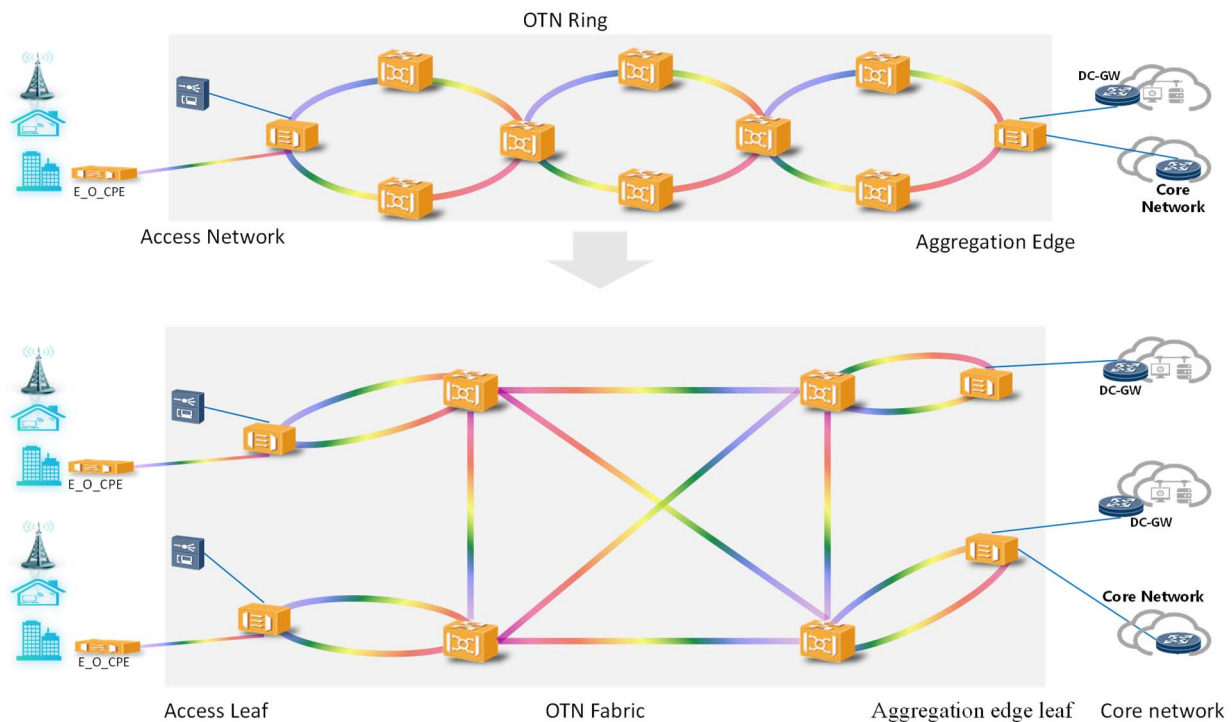 OTN Ring
DC-GW
E_O_CPE
Core
Network
Access Network
Aggregation Edge
DC-GW
E_O_CPE
DC-GW
Core Network
E_O_CPE
Access Leaf
OTN Fabric
Aggregation edge leaf
Core network